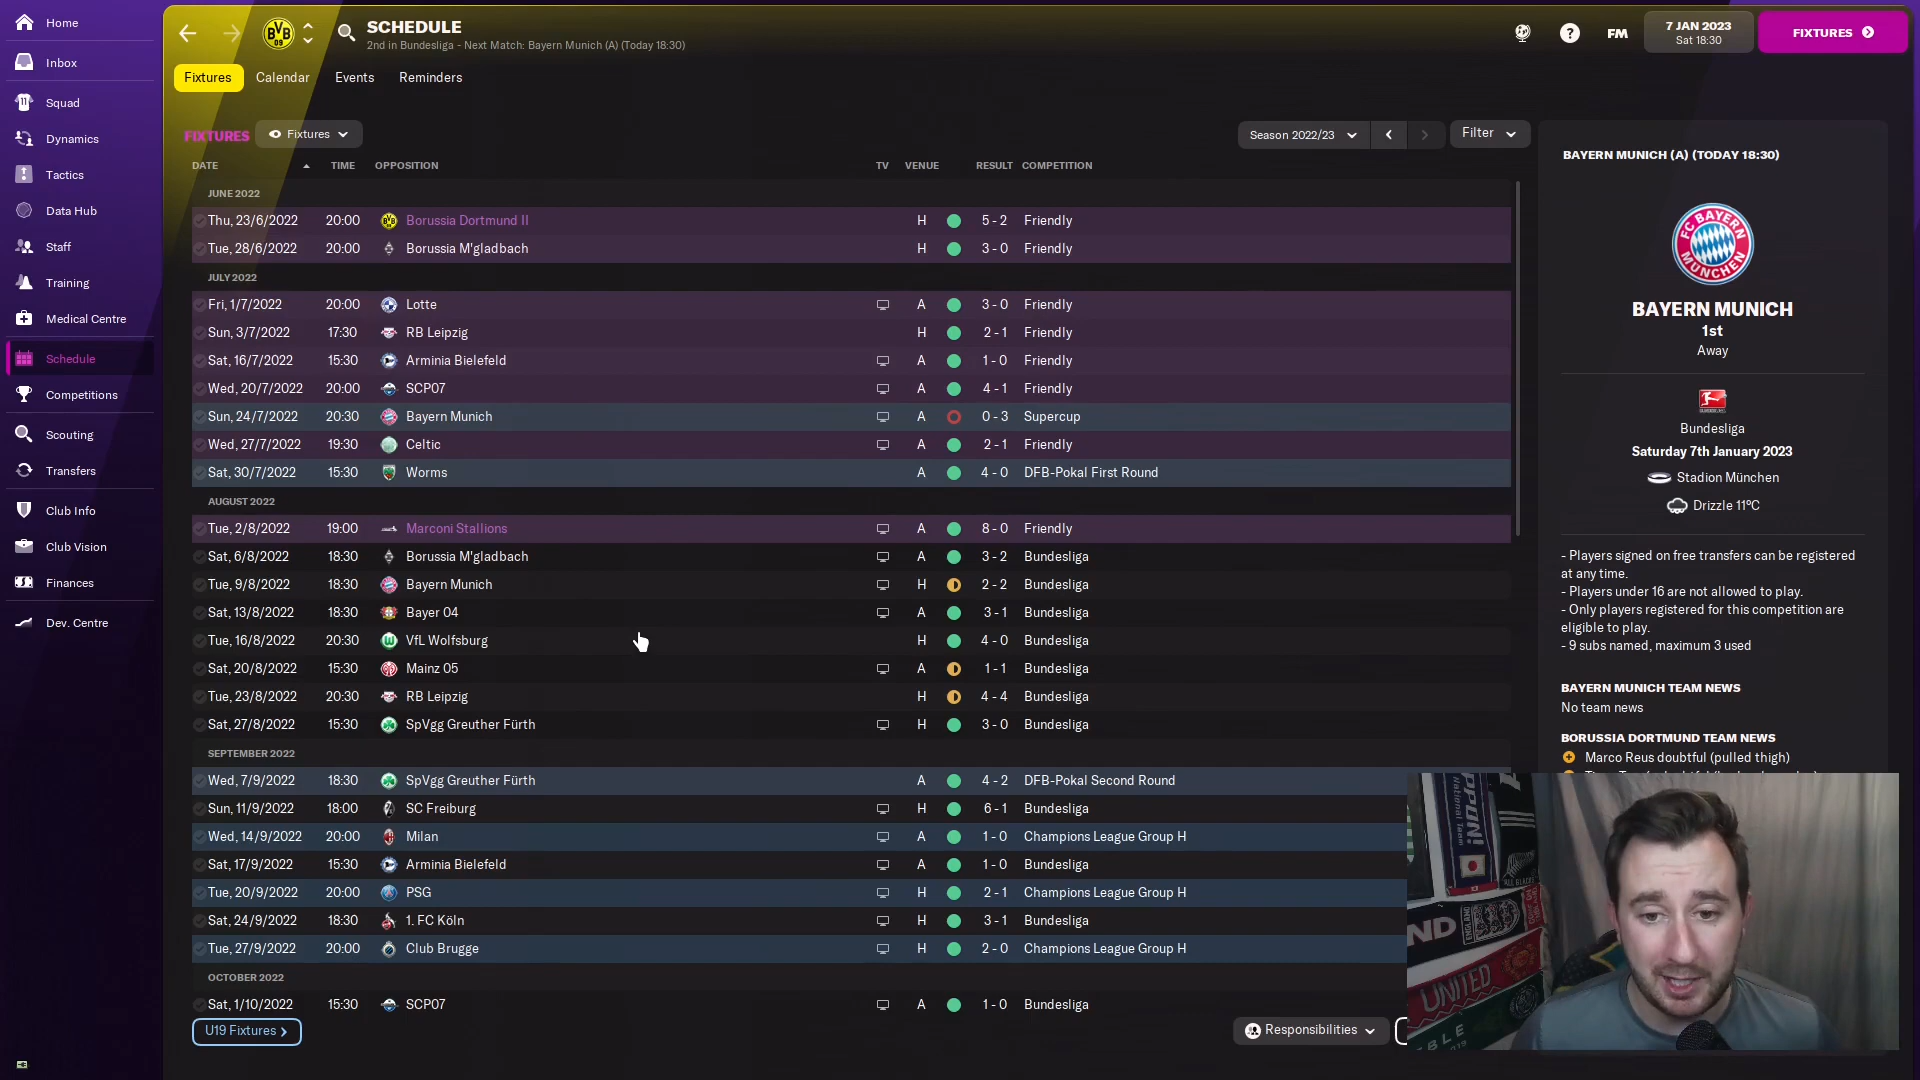 Home
Inbox
Squad
Dynamics
Tactics
Data Hub
Staff
Training
Medical Centre
Schedule
Competitions
Scouting
Transfers
Club Info
Club Vision
Finances
Dev. Centre
BVB 09
SCHEDULE
2nd in Bundesliga - Next Match: Bayern Munich (A) (Today 18:30)
FM
7 JAN 2023
Sat 18:30
FIXTURES
Fixtures Calendar Events Reminders
FIXTURES Fixtures Season 2022/23 Filter
DATE TIME OPPOSITION TV VENUE RESULT COMPETITION
JUNE 2022
Thu, 23/6/2022 20:00 Borussia Dortmund II H 5 - 2 Friendly
Tue, 28/6/2022 20:00 Borussia M'gladbach H 3 - 0 Friendly
JULY 2022
Fri, 1/7/2022 20:00 Lotte A 3 - 0 Friendly
Sun, 3/7/2022 17:30 RB Leipzig H 2 - 1 Friendly
Sat, 16/7/2022 15:30 Arminia Bielefeld A 1 - 0 Friendly
Wed, 20/7/2022 20:00 SCP07 A 4 - 1 Friendly
Sun, 24/7/2022 20:30 Bayern Munich A 0 - 3 Supercup
Wed, 27/7/2022 19:30 Celtic A 2 - 1 Friendly
Sat, 30/7/2022 15:30 Worms A 4 - 0 DFB-Pokal First Round
AUGUST 2022
Tue, 2/8/2022 19:00 Marconi Stallions A 8 - 0 Friendly
Sat, 6/8/2022 18:30 Borussia M'gladbach A 3 - 2 Bundesliga
Tue, 9/8/2022 18:30 Bayern Munich H 2 - 2 Bundesliga
Sat, 13/8/2022 18:30 Bayer 04 A 3 - 1 Bundesliga
Tue, 16/8/2022 20:30 VfL Wolfsburg H 4 - 0 Bundesliga
Sat, 20/8/2022 15:30 Mainz 05 A 1 - 1 Bundesliga
Tue, 23/8/2022 20:30 RB Leipzig H 4 - 4 Bundesliga
Sat, 27/8/2022 15:30 SpVgg Greuther Fürth H 3 - 0 Bundesliga
SEPTEMBER 2022
Wed, 7/9/2022 18:30 SpVgg Greuther Fürth A 4 - 2 DFB-Pokal Second Round
Sun, 11/9/2022 18:00 SC Freiburg H 6 - 1 Bundesliga
Wed, 14/9/2022 20:00 Milan A 1 - 0 Champions League Group H
Sat, 17/9/2022 15:30 Arminia Bielefeld A 1 - 0 Bundesliga
Tue, 20/9/2022 20:00 PSG H 2 - 1 Champions League Group H
Sat, 24/9/2022 18:30 1. FC Köln H 3 - 1 Bundesliga
Tue, 27/9/2022 20:00 Club Brugge H 2 - 0 Champions League Group H
OCTOBER 2022
Sat, 1/10/2022 15:30 SCP07 A 1 - 0 Bundesliga
U19 Fixtures
Responsibilities
BAYERN MUNICH (A) (TODAY 18:30)
FC BAYERN MÜNCHEN
BAYERN MUNICH
1st
Away
Bundesliga
Saturday 7th January 2023
Stadion München
Drizzle 11ºC
- Players signed on free transfers can be registered
at any time.
- Players under 16 are not allowed to play.
- Only players registered for this competition are
eligible to play.
- 9 subs named, maximum 3 used
BAYERN MUNICH TEAM NEWS
No team news
BORUSSIA DORTMUND TEAM NEWS
Marco Reus doubtful (pulled thigh)
National Team
ALL BLACKS
ENGLAND
UNITED